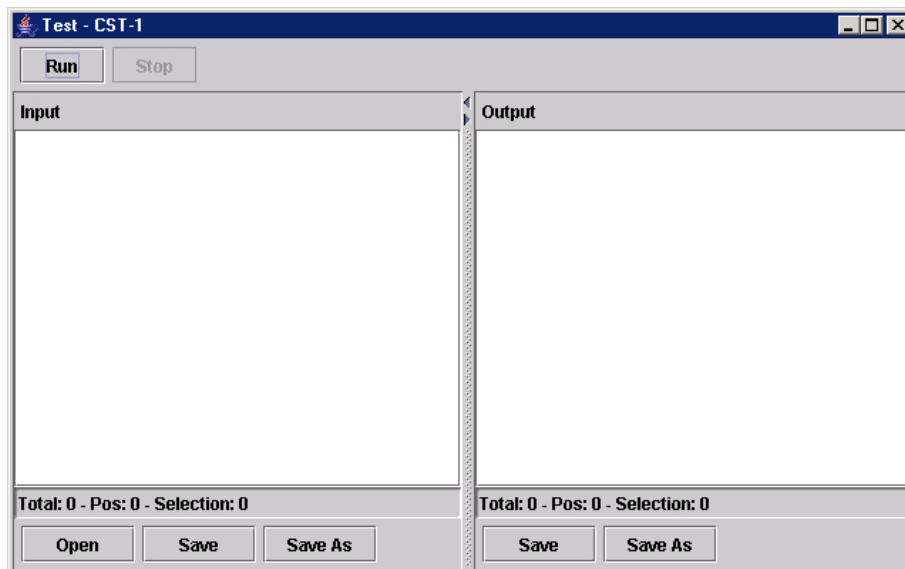 Test - CST-1
Run Stop
Input
Output
Total: 0 - Pos: 0 - Selection: 0
Total: 0 - Pos: 0 - Selection: 0
Open Save Save As
Save Save As